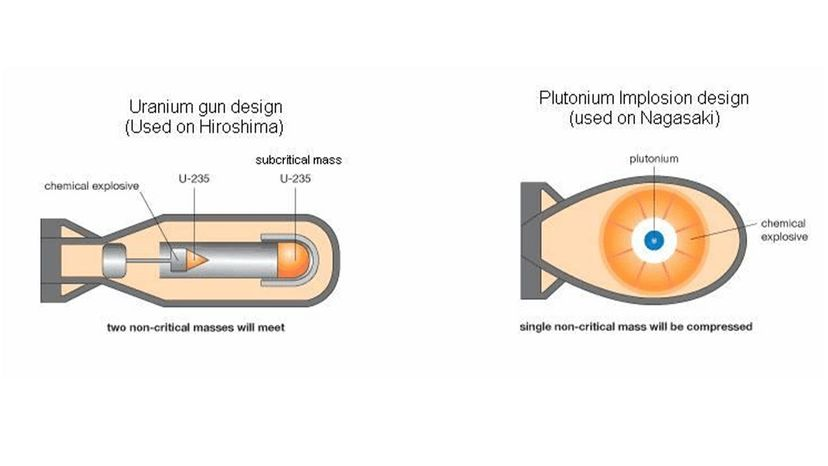 Uranium gun design
(Used on Hiroshima)
subcritical mass
chemical explosive
U-235
U-235
two non-critical masses will meet
Plutonium Implosion design
(used on Nagasaki)
plutonium
chemical
explosive
single non-critical mass will be compressed